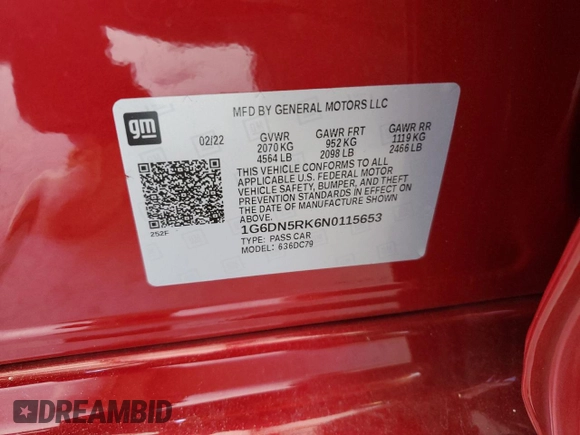 MFD BY GENERAL MOTORS LLC
gm
02/22 GVWR GAWR FRT GAWR RR
2070 KG 952 KG 1119 KG
4564 LB 2098 LB 2466 LB
THIS VEHICLE CONFORMS TO ALL
APPLICABLE U.S. FEDERAL MOTOR
VEHICLE SAFETY, BUMPER, AND THEFT
PREVENTION STANDARDS IN EFFECT ON
THE DATE OF MANUFACTURE SHOWN
ABOVE.
252F
1G6DN5RK6N0115653
TYPE: PASS CAR
MODEL: 636DC79
DREAMBID